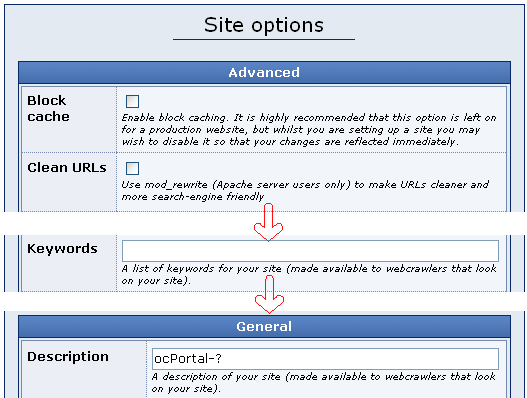 Site options
Advanced
Block
cache
Enable block caching. It is highly recommended that this option is left on
for a production website, but whilst you are setting up a site you may
wish to disable it so that your changes are reflected immediately.
Clean URLs
Use mod_rewrite (Apache server users only) to make URLs cleaner and
more search-engine friendly
Keywords
A list of keywords for your site (made available to webcrawlers that look
on your site).
General
Description
ocPortal-?
A description of your site (made available to webcrawlers that look
on your site).